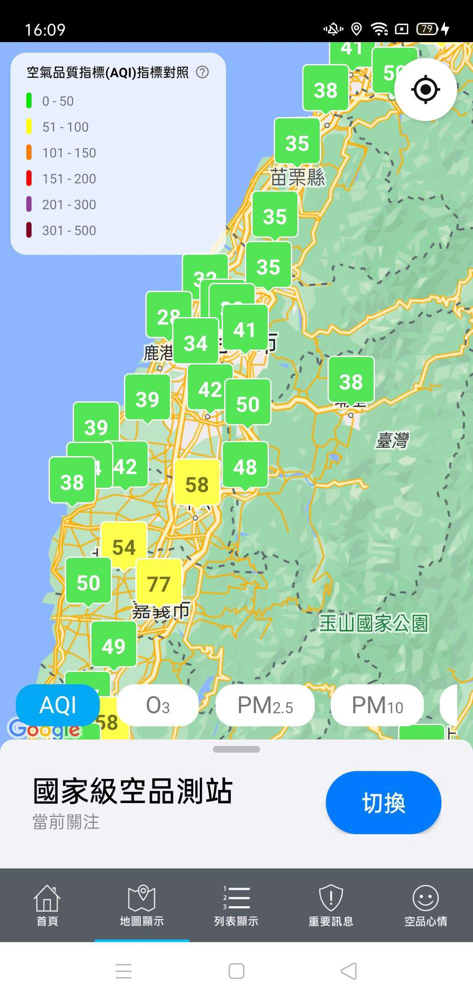 16:09
79
空氣品質指標(AQI)指標對照 ?
0 - 50
51 - 100
101 - 150
151 - 200
201 - 300
301 - 500
41
50
38
35
苗栗縣
35
35
32
28
41
34
鹿港
市
38
42
39
50
39
臺灣
42
48
38
58
54
50
77
嘉義市
玉山國家公園
49
AQI
O3
PM2.5
PM10
58
Google
國家級空品測站
當前關注
切換
首頁
1
2
3
地圖顯示
列表顯示
重要訊息
空品心情